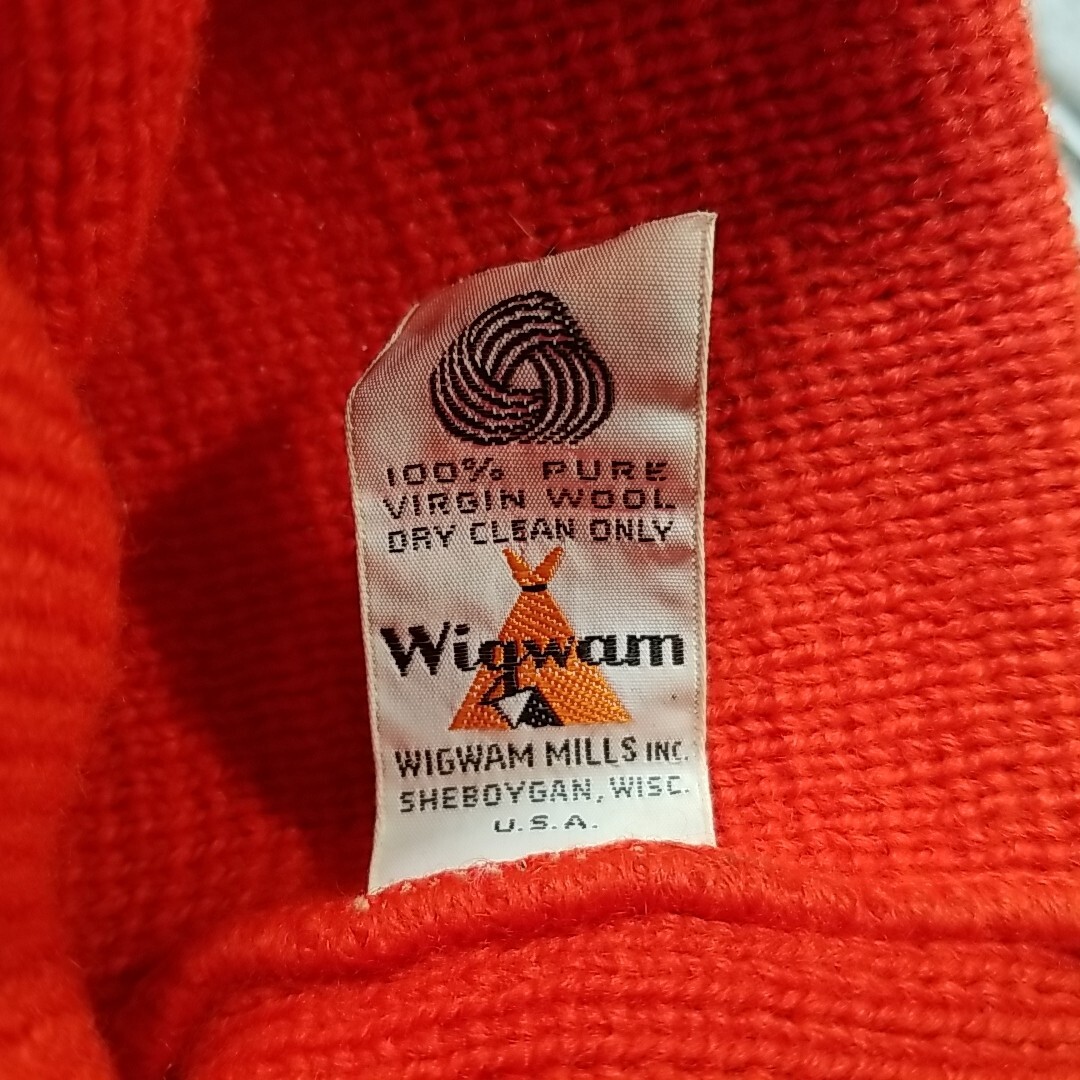 100% PURE
VIRGIN WOOL
DRY CLEAN ONLY
Wigwam
WIGWAM MILLS INC.
SHEBOYGAN, WISC.
U.S.A.